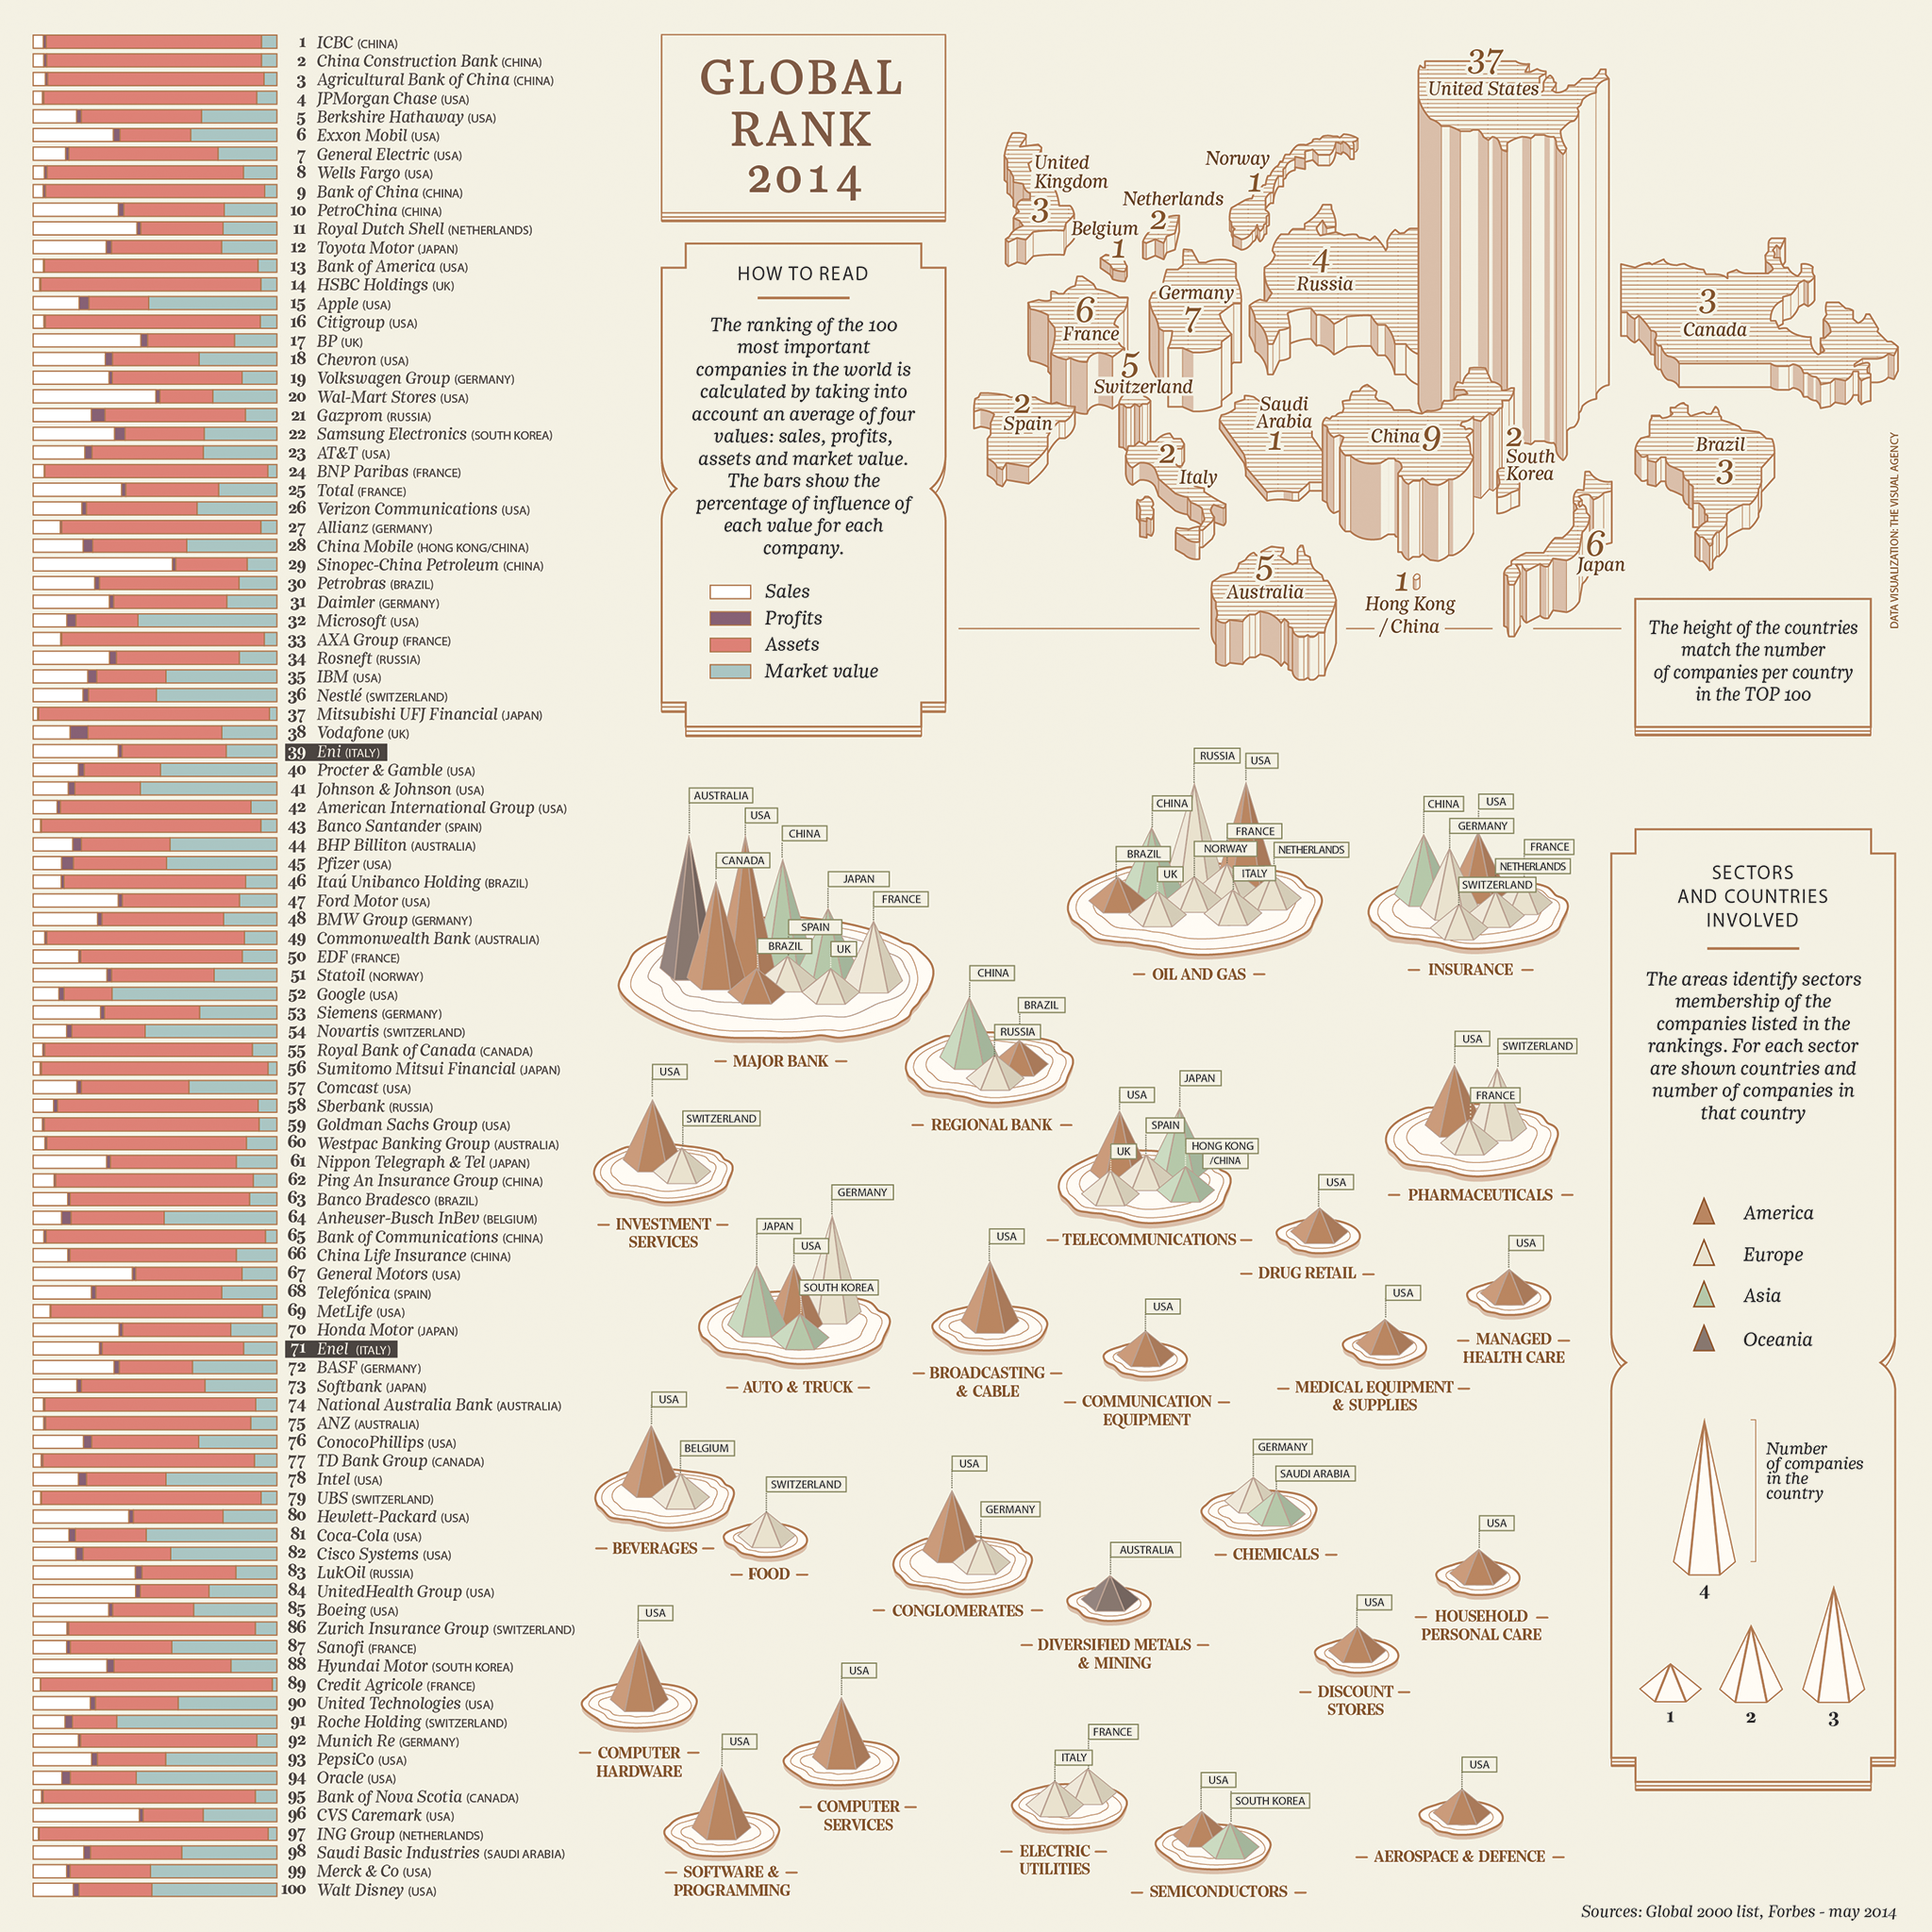 1 ICBC (CHINA)
2 China Construction Bank (CHINA)
3 Agricultural Bank of China (CHINA)
4 JPMorgan Chase (USA)
5 Berkshire Hathaway (USA)
6 Exxon Mobil (USA)
7 General Electric (USA)
8 Wells Fargo (USA)
9 Bank of China (CHINA)
10 PetroChina (CHINA)
11 Royal Dutch Shell (NETHERLANDS)
12 Toyota Motor (JAPAN)
13 Bank of America (USA)
14 HSBC Holdings (UK)
15 Apple (USA)
16 Citigroup (USA)
17 BP (UK)
18 Chevron (USA)
19 Volkswagen Group (GERMANY)
20 Wal-Mart Stores (USA)
21 Gazprom (RUSSIA)
22 Samsung Electronics (SOUTH KOREA)
23 AT&T (USA)
24 BNP Paribas (FRANCE)
25 Total (FRANCE)
26 Verizon Communications (USA)
27 Allianz (GERMANY)
28 China Mobile (HONG KONG/CHINA)
29 Sinopec-China Petroleum (CHINA)
30 Petrobras (BRAZIL)
31 Daimler (GERMANY)
32 Microsoft (USA)
33 AXA Group (FRANCE)
34 Rosneft (RUSSIA)
35 IBM (USA)
36 Nestlé (SWITZERLAND)
37 Mitsubishi UFJ Financial (JAPAN)
38 Vodafone (UK)
39 Eni (ITALY)
40 Procter & Gamble (USA)
41 Johnson & Johnson (USA)
42 American International Group (USA)
43 Banco Santander (SPAIN)
44 BHP Billiton (AUSTRALIA)
45 Pfizer (USA)
46 Itaú Unibanco Holding (BRAZIL)
47 Ford Motor (USA)
48 BMW Group (GERMANY)
49 Commonwealth Bank (AUSTRALIA)
50 EDF (FRANCE)
51 Statoil (NORWAY)
52 Google (USA)
53 Siemens (GERMANY)
54 Novartis (SWITZERLAND)
55 Royal Bank of Canada (CANADA)
56 Sumitomo Mitsui Financial (JAPAN)
57 Comcast (USA)
58 Sberbank (RUSSIA)
59 Goldman Sachs Group (USA)
60 Westpac Banking Group (AUSTRALIA)
61 Nippon Telegraph & Tel (JAPAN)
62 Ping An Insurance Group (CHINA)
63 Banco Bradesco (BRAZIL)
64 Anheuser-Busch InBev (BELGIUM)
65 Bank of Communications (CHINA)
66 China Life Insurance (CHINA)
67 General Motors (USA)
68 Telefónica (SPAIN)
69 MetLife (USA)
70 Honda Motor (JAPAN)
71 Enel (ITALY)
72 BASF (GERMANY)
73 Softbank (JAPAN)
74 National Australia Bank (AUSTRALIA)
75 ANZ (AUSTRALIA)
76 ConocoPhillips (USA)
77 TD Bank Group (CANADA)
78 Intel (USA)
79 UBS (SWITZERLAND)
80 Hewlett-Packard (USA)
81 Coca-Cola (USA)
82 Cisco Systems (USA)
83 LukOil (RUSSIA)
84 UnitedHealth Group (USA)
85 Boeing (USA)
86 Zurich Insurance Group (SWITZERLAND)
87 Sanofi (FRANCE)
88 Hyundai Motor (SOUTH KOREA)
89 Credit Agricole (FRANCE)
90 United Technologies (USA)
91 Roche Holding (SWITZERLAND)
92 Munich Re (GERMANY)
93 PepsiCo (USA)
94 Oracle (USA)
95 Bank of Nova Scotia (CANADA)
96 CVS Caremark (USA)
97 ING Group (NETHERLANDS)
98 Saudi Basic Industries (SAUDI ARABIA)
99 Merck & Co (USA)
100 Walt Disney (USA)
GLOBAL
RANK
2014
HOW TO READ
The ranking of the 100
most important
companies in the world is
calculated by taking into
account an average of four
values: sales, profits,
assets and market value.
The bars show the
percentage of influence of
each value for each
company.
Sales
Profits
Assets
Market value
37
United States
United
Kingdom
3
Norway
1
Netherlands
2
Belgium
1
4
Russia
Germany
7
6
France
5
Switzerland
3
Canada
2
Spain
Saudi
Arabia
1
China 9
2
South
Korea
2
Italy
Brazil
3
6
Japan
5
Australia
1
Hong Kong
/ China
The height of the countries
match the number
of companies per country
in the TOP 100
DATA VISUALIZATION: THE VISUAL AGENCY
AUSTRALIA
USA
CHINA
CANADA
JAPAN
FRANCE
SPAIN
BRAZIL
UK
MAJOR BANK
RUSSIA
USA
CHINA
FRANCE
BRAZIL
NORWAY
NETHERLANDS
UK
ITALY
OIL AND GAS
CHINA
USA
GERMANY
FRANCE
NETHERLANDS
SWITZERLAND
INSURANCE
CHINA
BRAZIL
RUSSIA
REGIONAL BANK
USA
SWITZERLAND
INVESTMENT
SERVICES
JAPAN
USA
SPAIN
HONG KONG
/CHINA
UK
TELECOMMUNICATIONS
USA
SWITZERLAND
FRANCE
PHARMACEUTICALS
USA
DRUG RETAIL
GERMANY
JAPAN
USA
SOUTH KOREA
AUTO & TRUCK
USA
BROADCASTING
& CABLE
USA
COMMUNICATION
EQUIPMENT
USA
MEDICAL EQUIPMENT
& SUPPLIES
USA
MANAGED
HEALTH CARE
USA
BELGIUM
BEVERAGES
SWITZERLAND
FOOD
USA
GERMANY
CONGLOMERATES
AUSTRALIA
DIVERSIFIED METALS
& MINING
GERMANY
SAUDI ARABIA
CHEMICALS
USA
HOUSEHOLD
PERSONAL CARE
USA
DISCOUNT
STORES
USA
COMPUTER
HARDWARE
USA
COMPUTER
SERVICES
USA
SOFTWARE &
PROGRAMMING
FRANCE
ITALY
ELECTRIC
UTILITIES
USA
SOUTH KOREA
SEMICONDUCTORS
USA
AEROSPACE & DEFENCE
SECTORS
AND COUNTRIES
INVOLVED
The areas identify sectors
membership of the
companies listed in the
rankings. For each sector
are shown countries and
number of companies in
that country
America
Europe
Asia
Oceania
Number
of companies
in the
country
4
1 2 3
Sources: Global 2000 list, Forbes - may 2014